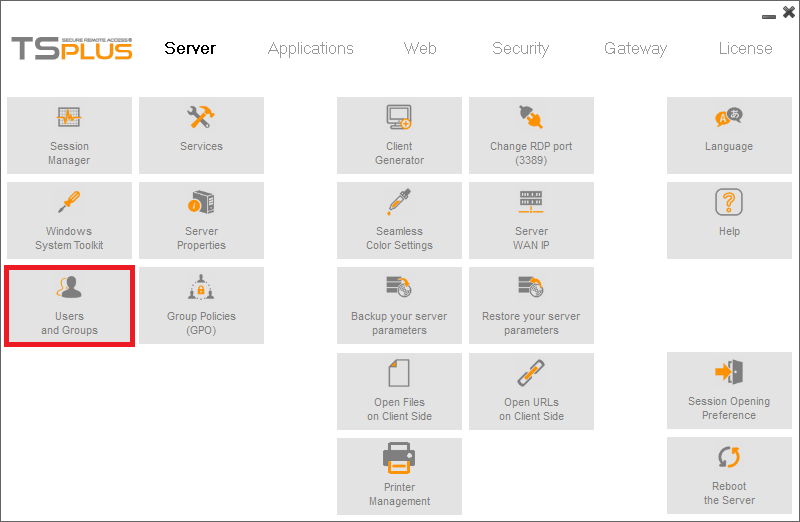 SECURE REMOTE ACCESS
TSPLUS
Server
Applications
Web
Security
Gateway
License
Session
Manager
Services
Client
Generator
Change RDP port
(3389)
Language
Windows
System Toolkit
Server
Properties
Seamless
Color Settings
Server
WAN IP
Help
Users
and Groups
Group Policies
(GPO)
Backup your server
parameters
Restore your server
parameters
Open Files
on Client Side
Open URLs
on Client Side
Session Opening
Preference
Printer
Management
Reboot
the Server